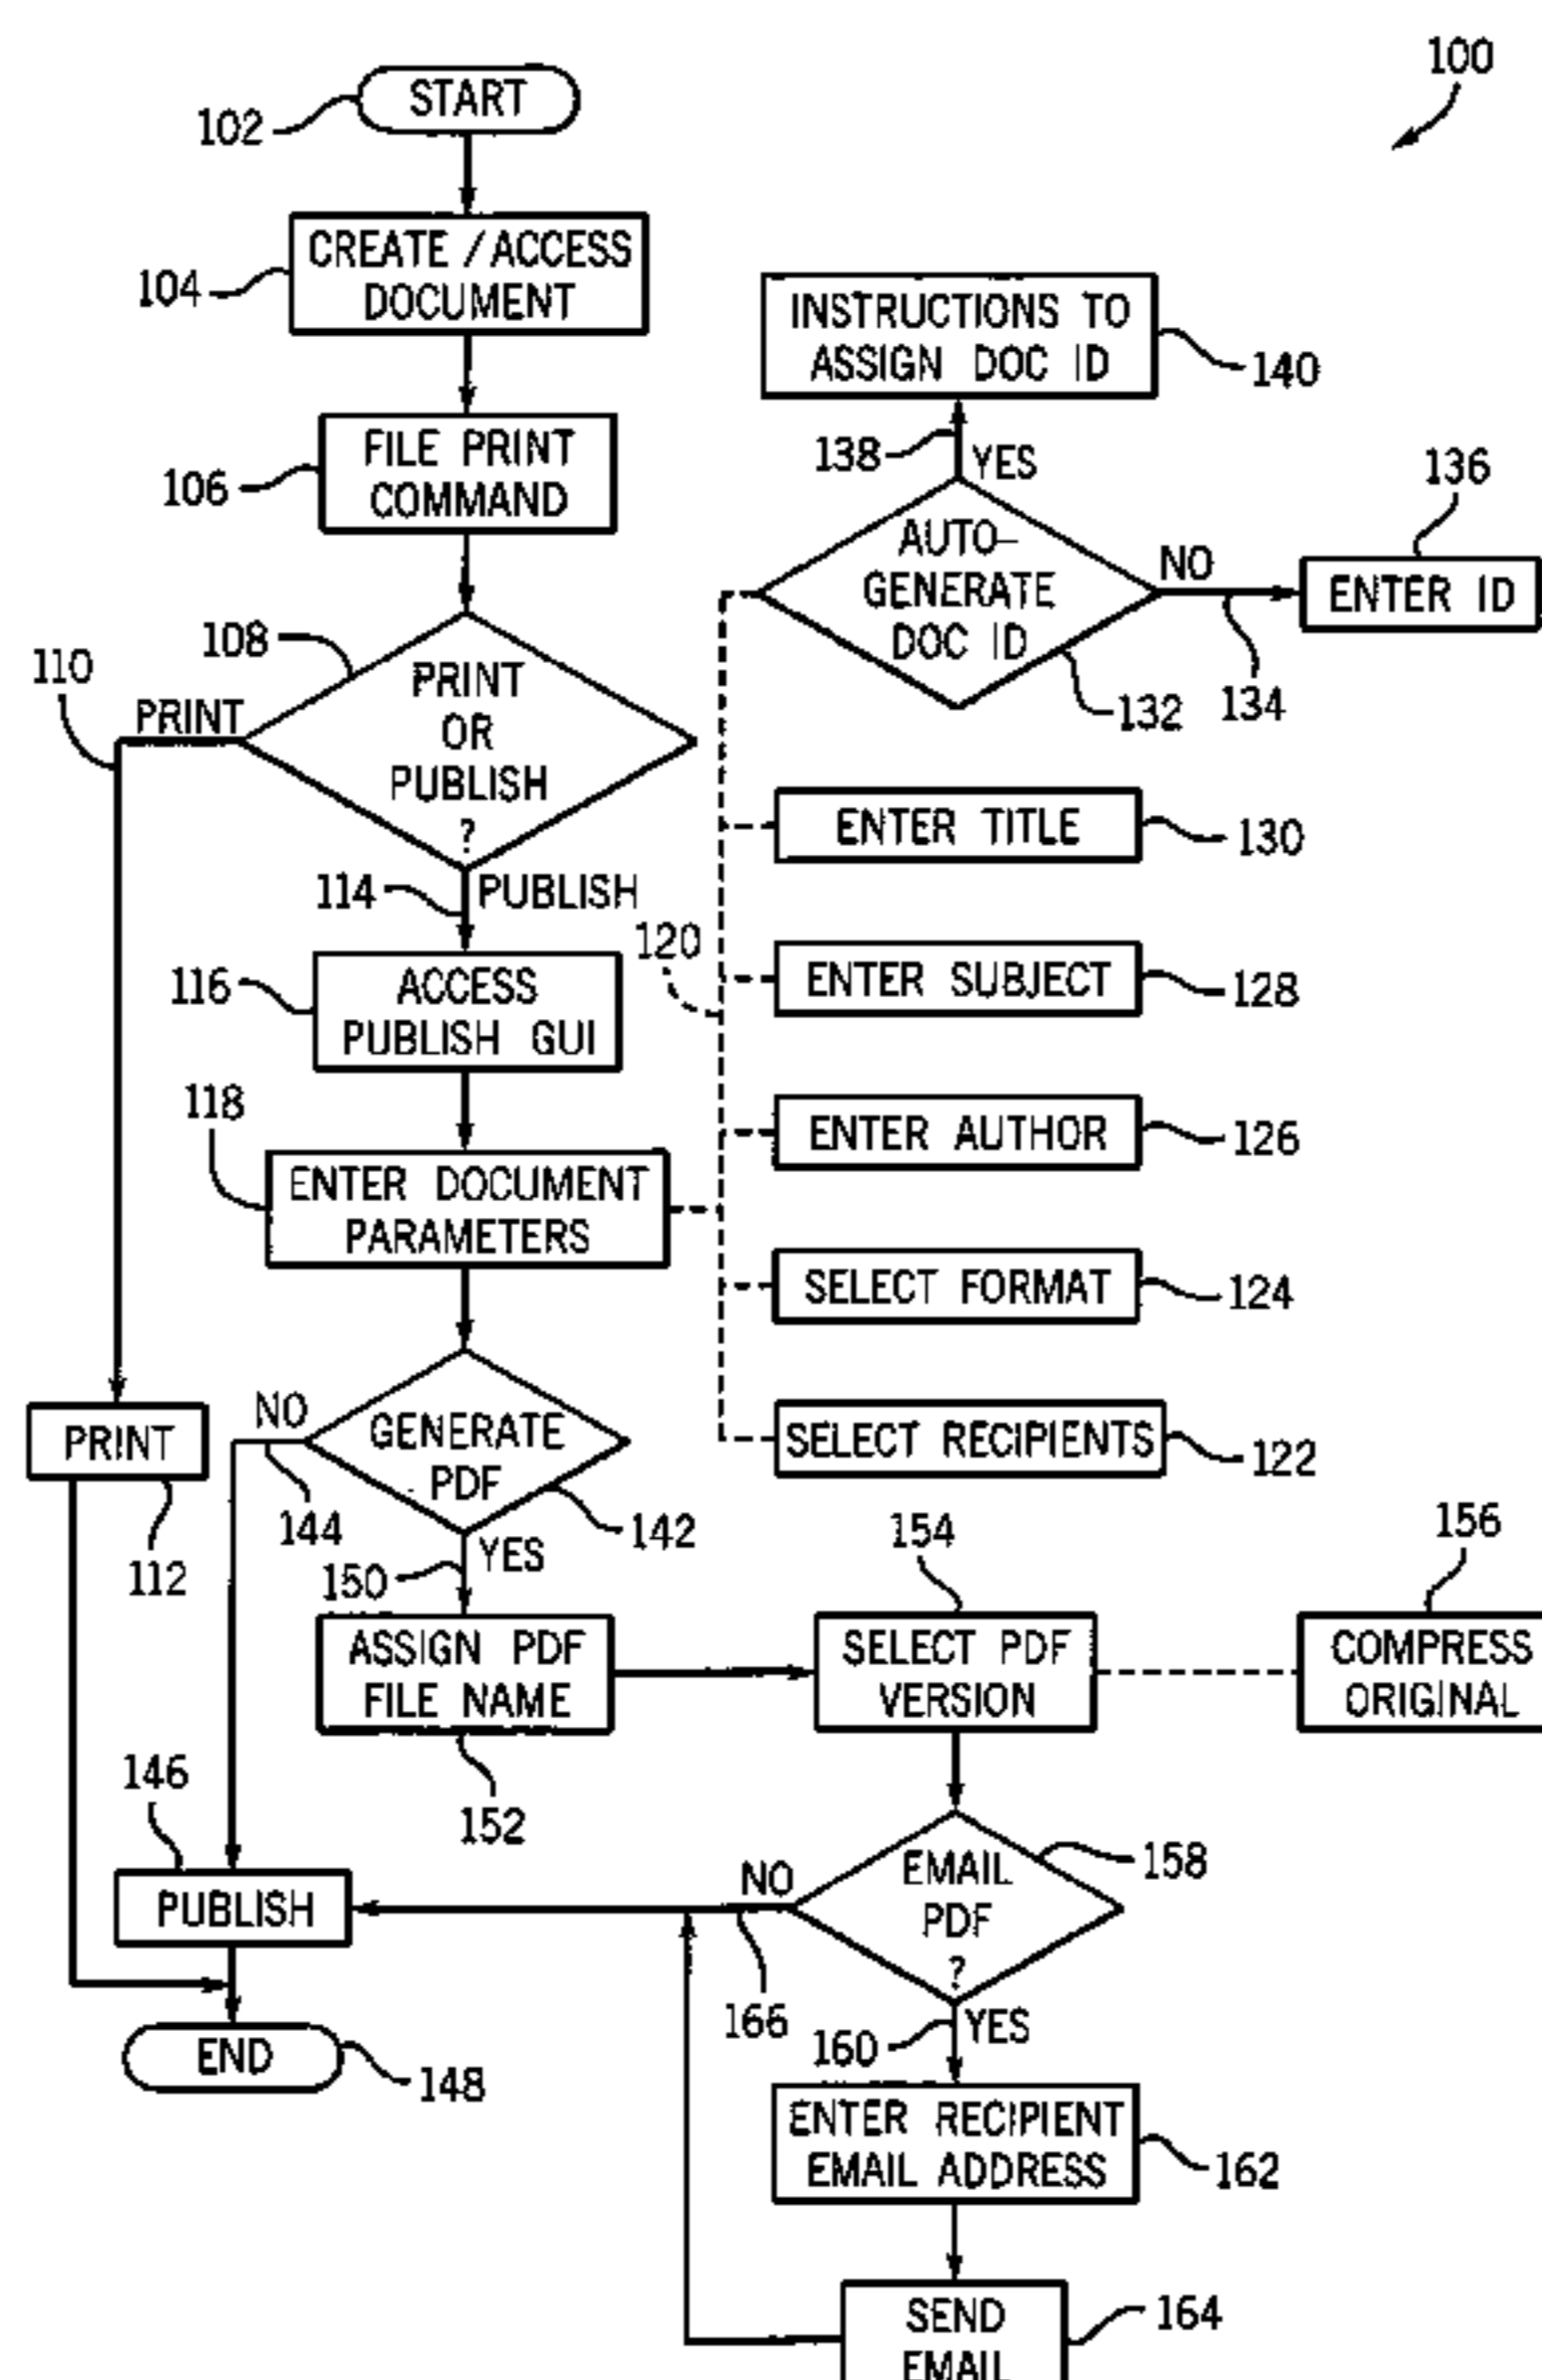 100
START
102
CREATE / ACCESS
DOCUMENT
104
INSTRUCTIONS TO
ASSIGN DOC ID
140
FILE PRINT
COMMAND
106
138
YES
136
AUTO-
GENERATE
DOC ID
NO
ENTER ID
132
134
108
110
PRINT
PRINT
OR
PUBLISH
?
ENTER TITLE
130
114
PUBLISH
120
ENTER SUBJECT
128
116
ACCESS
PUBLISH GUI
118
ENTER AUTHOR
126
ENTER DOCUMENT
PARAMETERS
SELECT FORMAT
124
NO
GENERATE
PDF
PRINT
SELECT RECIPIENTS
122
144
142
112
150
YES
154
156
ASSIGN PDF
FILE NAME
SELECT PDF
VERSION
COMPRESS
ORIGINAL
146
152
158
PUBLISH
NO
EMAIL
PDF
?
166
160
YES
END
148
ENTER RECIPIENT
EMAIL ADDRESS
162
SEND
EMAIL
164